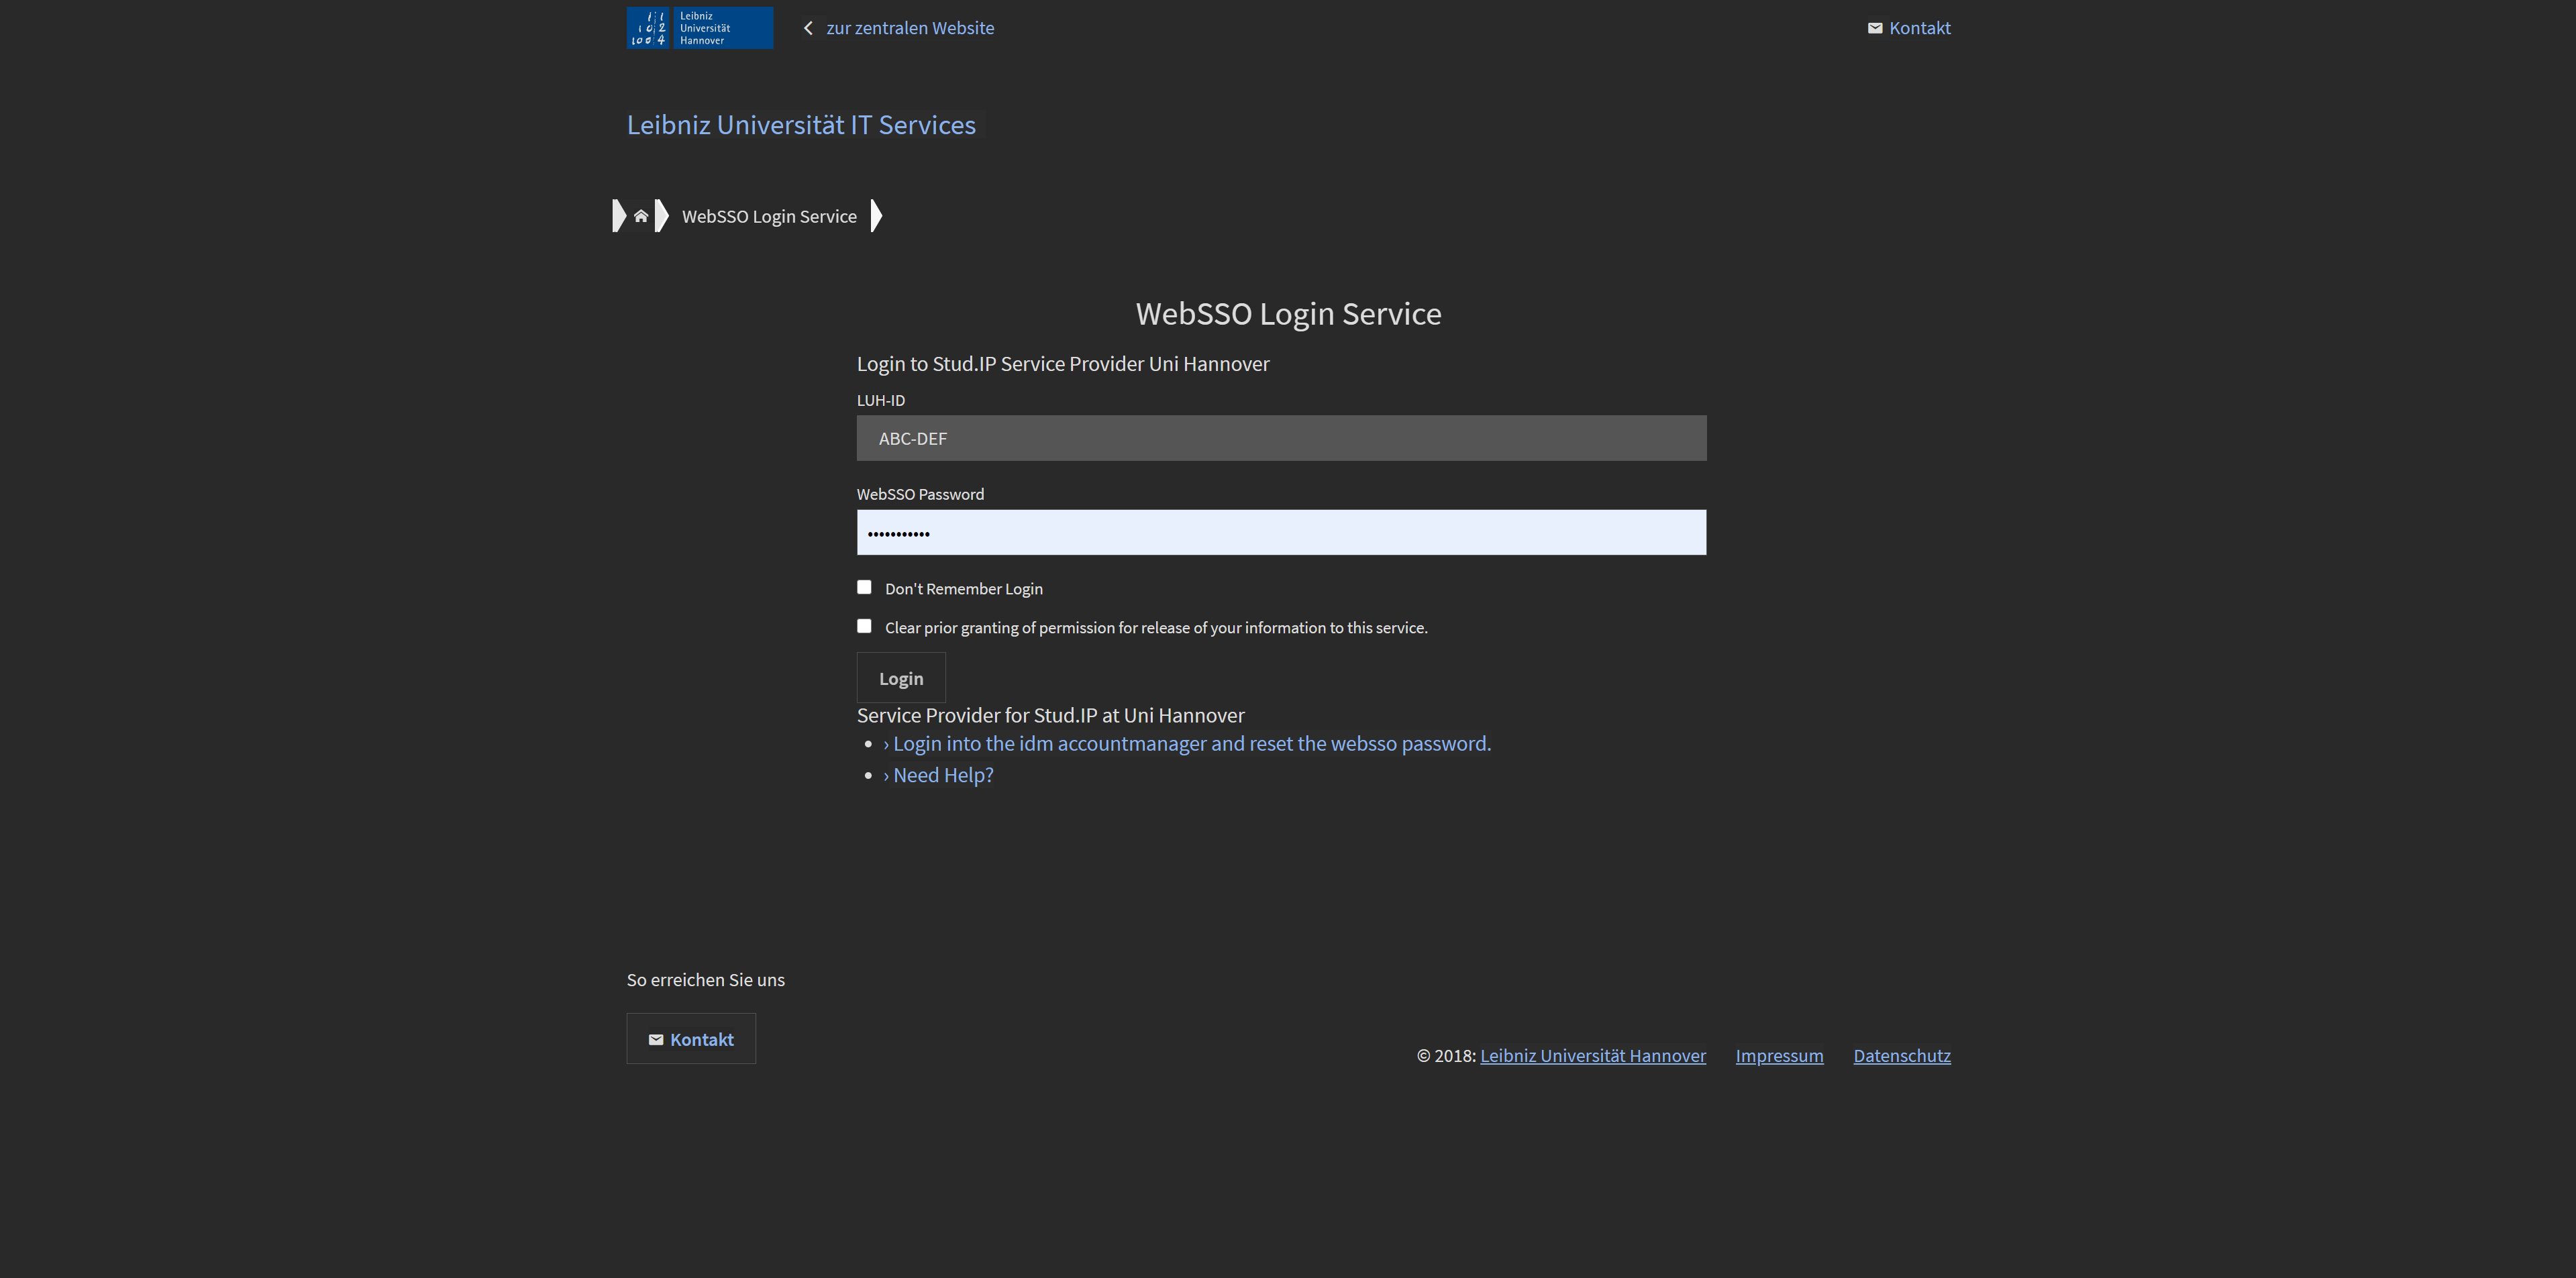 Leibniz
Universität
Hannover
zur zentralen Website
Kontakt
Leibniz Universität IT Services
WebSSO Login Service
WebSSO Login Service
Login to Stud.IP Service Provider Uni Hannover
LUH-ID
ABC-DEF
WebSSO Password
•••••••••••
Don't Remember Login
Clear prior granting of permission for release of your information to this service.
Login
Service Provider for Stud.IP at Uni Hannover
• › Login into the idm accountmanager and reset the websso password.
• › Need Help?
So erreichen Sie uns
Kontakt
© 2018: Leibniz Universität Hannover Impressum Datenschutz